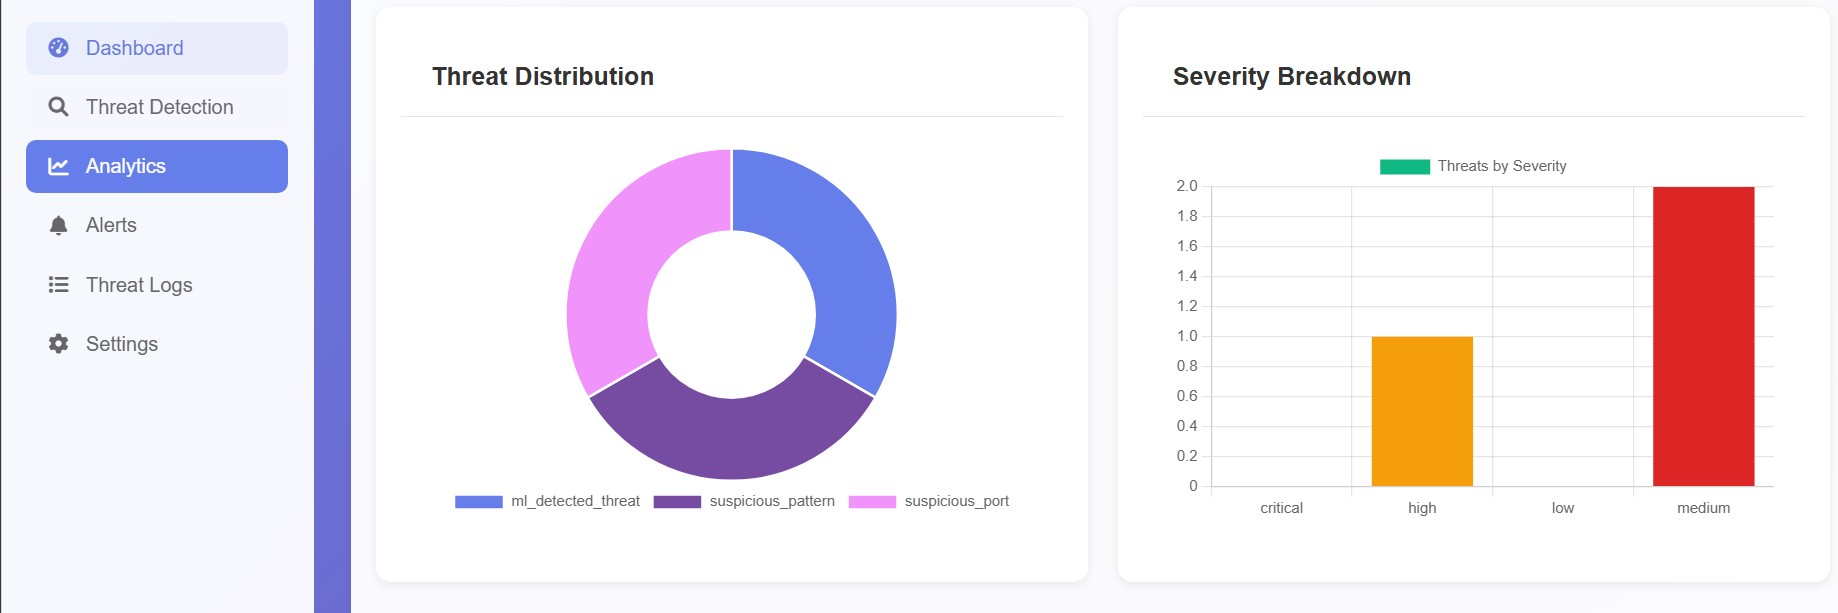 Dashboard
Threat Detection
Analytics
Alerts
Threat Logs
Settings
Threat Distribution
ml_detected_threat suspicious_pattern suspicious_port
Severity Breakdown
Threats by Severity
2.0
1.8
1.6
1.4
1.2
1.0
0.8
0.6
0.4
0.2
0
critical high low medium